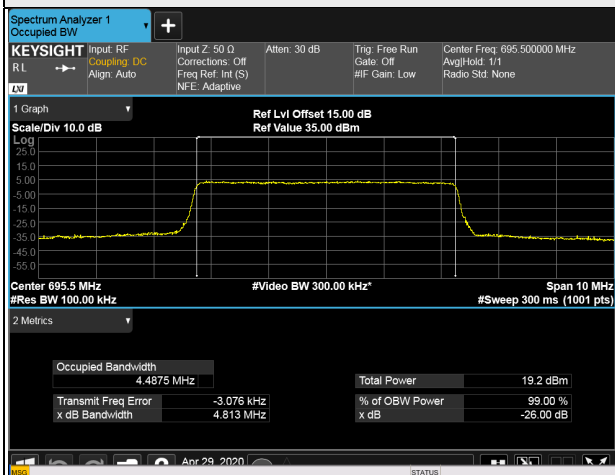 Spectrum Analyzer 1
Occupied BW
KEYSIGHT
RL
LXI
Input: RF
Coupling: DC
Align: Auto
Input Z: 50 Ω
Corrections: Off
Freq Ref: Int (S)
NFE: Adaptive
Atten: 30 dB
Trig: Free Run
Gate: Off
#IF Gain: Low
Center Freq: 695.500000 MHz
Avg|Hold: 1/1
Radio Std: None
1 Graph
Scale/Div 10.0 dB
Ref Lvl Offset 15.00 dB
Ref Value 35.00 dBm
Log
25.0
15.0
5.00
-5.00
-15.0
-25.0
-35.0
-45.0
-55.0
Center 695.5 MHz
#Res BW 100.00 kHz
#Video BW 300.00 kHz*
Span 10 MHz
#Sweep 300 ms (1001 pts)
2 Metrics
Occupied Bandwidth
4.4875 MHz
Total Power 19.2 dBm
Transmit Freq Error -3.076 kHz
% of OBW Power 99.00 %
x dB Bandwidth 4.813 MHz
x dB -26.00 dB
Apr 29, 2020
MSG
STATUS